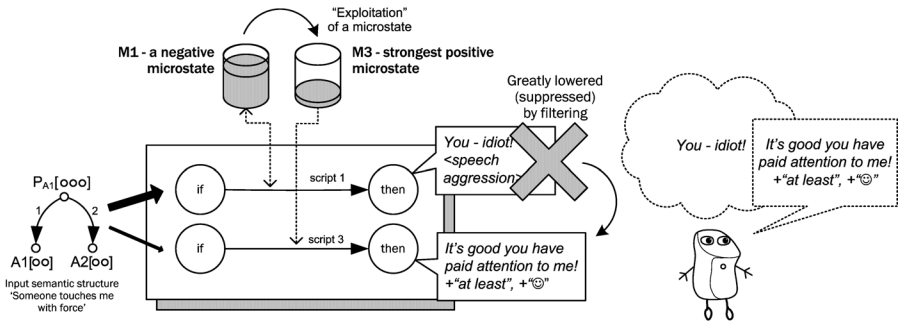 “Exploitation”
of a microstate
M1 - a negative
microstate
M3 - strongest positive
microstate
Greatly lowered
(suppressed)
by filtering
You - idiot!
<speech
aggression>
script 1
if
then
P_A1[ooo]
1
2
A1[oo]
A2[oo]
Input semantic structure
‘Someone touches me
with force’
if
script 3
then
It’s good you have
paid attention to me!
+“at least”, +“☺”
You - idiot!
It’s good you have
paid attention to me!
+“at least”, +“☺”